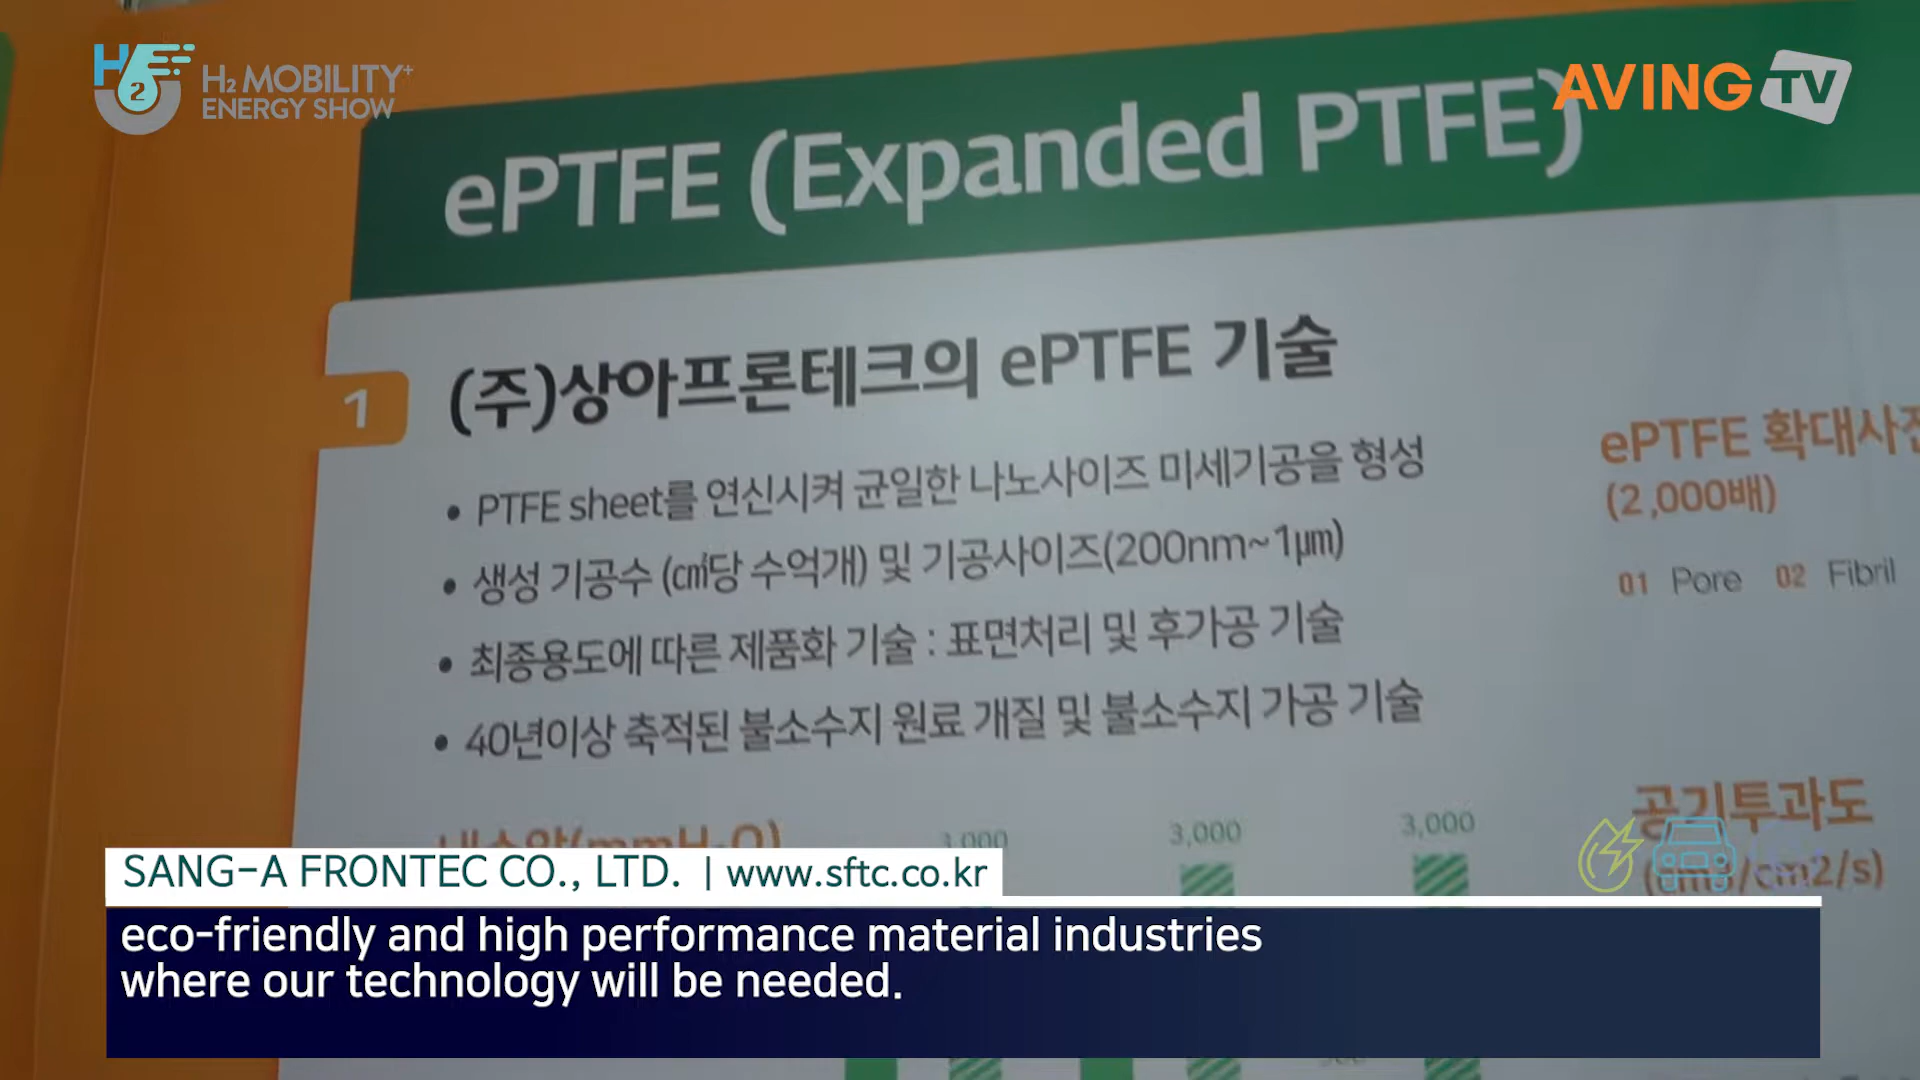 H2 MOBILITY+
ENERGY SHOW
AVING TV
ePTFE (Expanded PTFE)
1
(주)상아프론테크의 ePTFE 기술
• PTFE sheet를 연신시켜 균일한 나노사이즈 미세기공을 형성
• 생성 기공수 (㎠당 수억개) 및 기공사이즈(200nm~1μm)
• 최종용도에 따른 제품화 기술 : 표면처리 및 후가공 기술
• 40년이상 축적된 불소수지 원료 개질 및 불소수지 가공 기술
ePTFE 확대사진
(2,000배)
01 Pore 02 Fibril
3,000 3,000 3,000
공기투과도
SANG-A FRONTEC CO., LTD. | www.sftc.co.kr
eco-friendly and high performance material industries
where our technology will be needed.